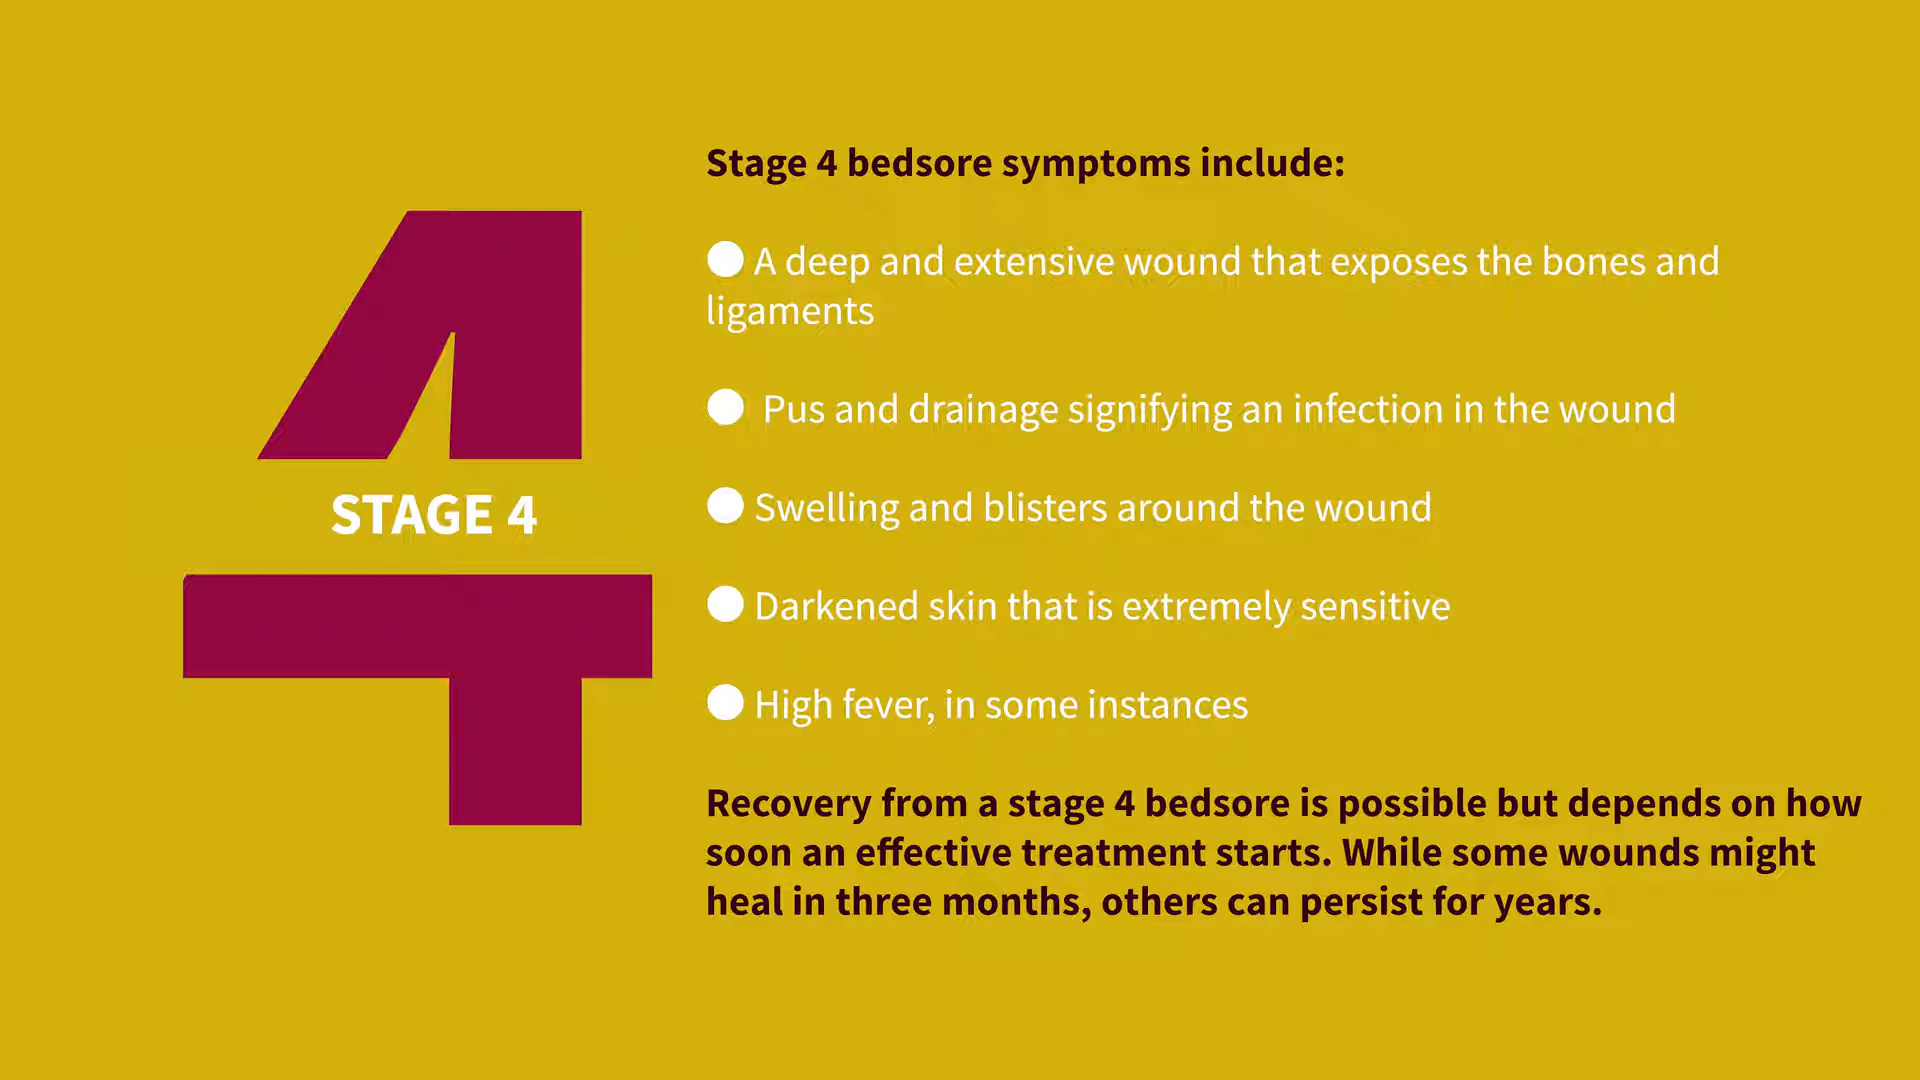 STAGE 4
Stage 4 bedsore symptoms include:
● A deep and extensive wound that exposes the bones and
ligaments
● Pus and drainage signifying an infection in the wound
● Swelling and blisters around the wound
● Darkened skin that is extremely sensitive
● High fever, in some instances
Recovery from a stage 4 bedsore is possible but depends on how
soon an effective treatment starts. While some wounds might
heal in three months, others can persist for years.